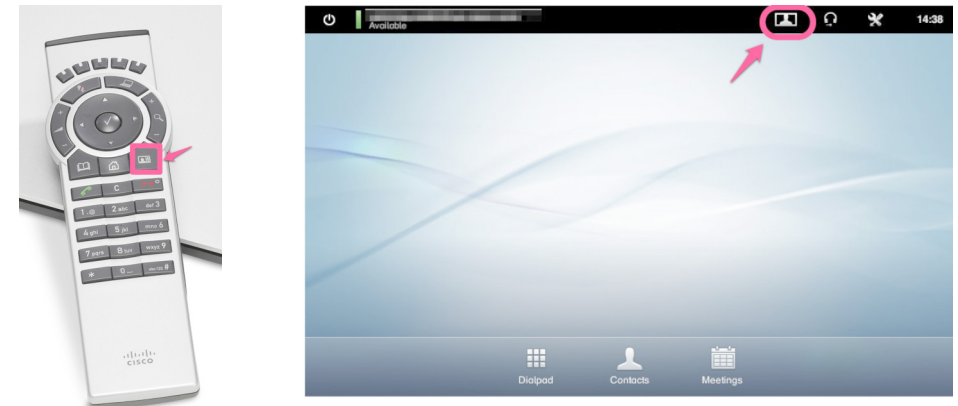 C
1
2 abc
def 3
4 ghi
5 jkl
mno 6
7 pqrs
8 tuv
wxyz 9
*
0
#
CISCO
Available
14:38
Dialpad
Contacts
Meetings